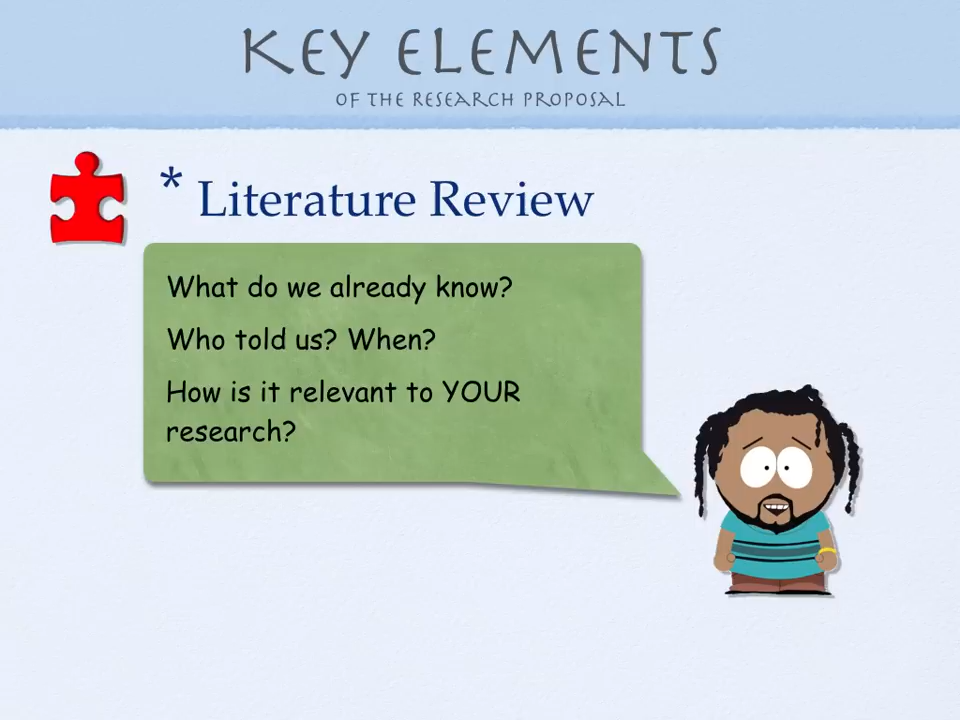 KEY ELEMENTS
OF THE RESEARCH PROPOSAL
* Literature Review
What do we already know?
Who told us? When?
How is it relevant to YOUR
research?